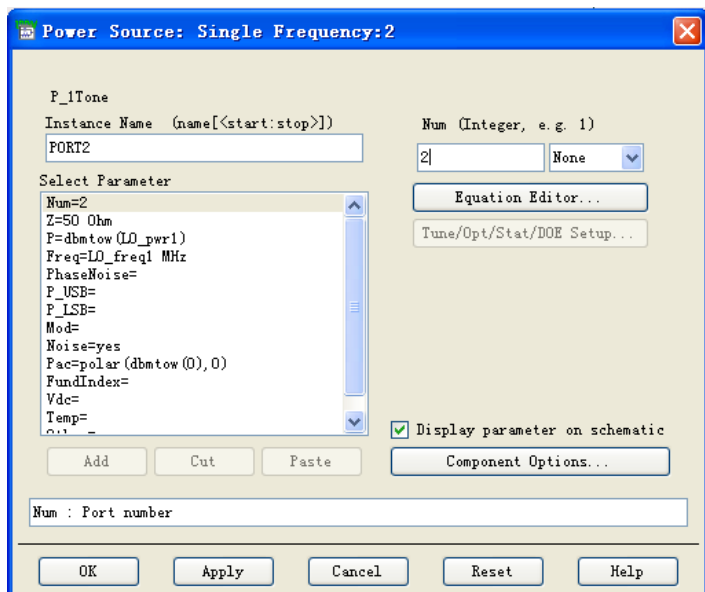 Power Source: Single Frequency:2
P_1Tone
Instance Name (name[<start:stop>])
PORT2
Select Parameter
Num=2
Z=50 Ohm
P=dbmtow(LO_pwr1)
Freq=LO_freq1 MHz
PhaseNoise=
P_USB=
P_LSB=
Mod=
Noise=yes
Pac=polar(dbmtow(0),0)
FundIndex=
Vdc=
Temp=
Add Cut Paste
Num (Integer, e.g. 1)
2 None
Equation Editor...
Tune/Opt/Stat/DOE Setup...
Display parameter on schematic
Component Options...
Num : Port number
OK Apply Cancel Reset Help